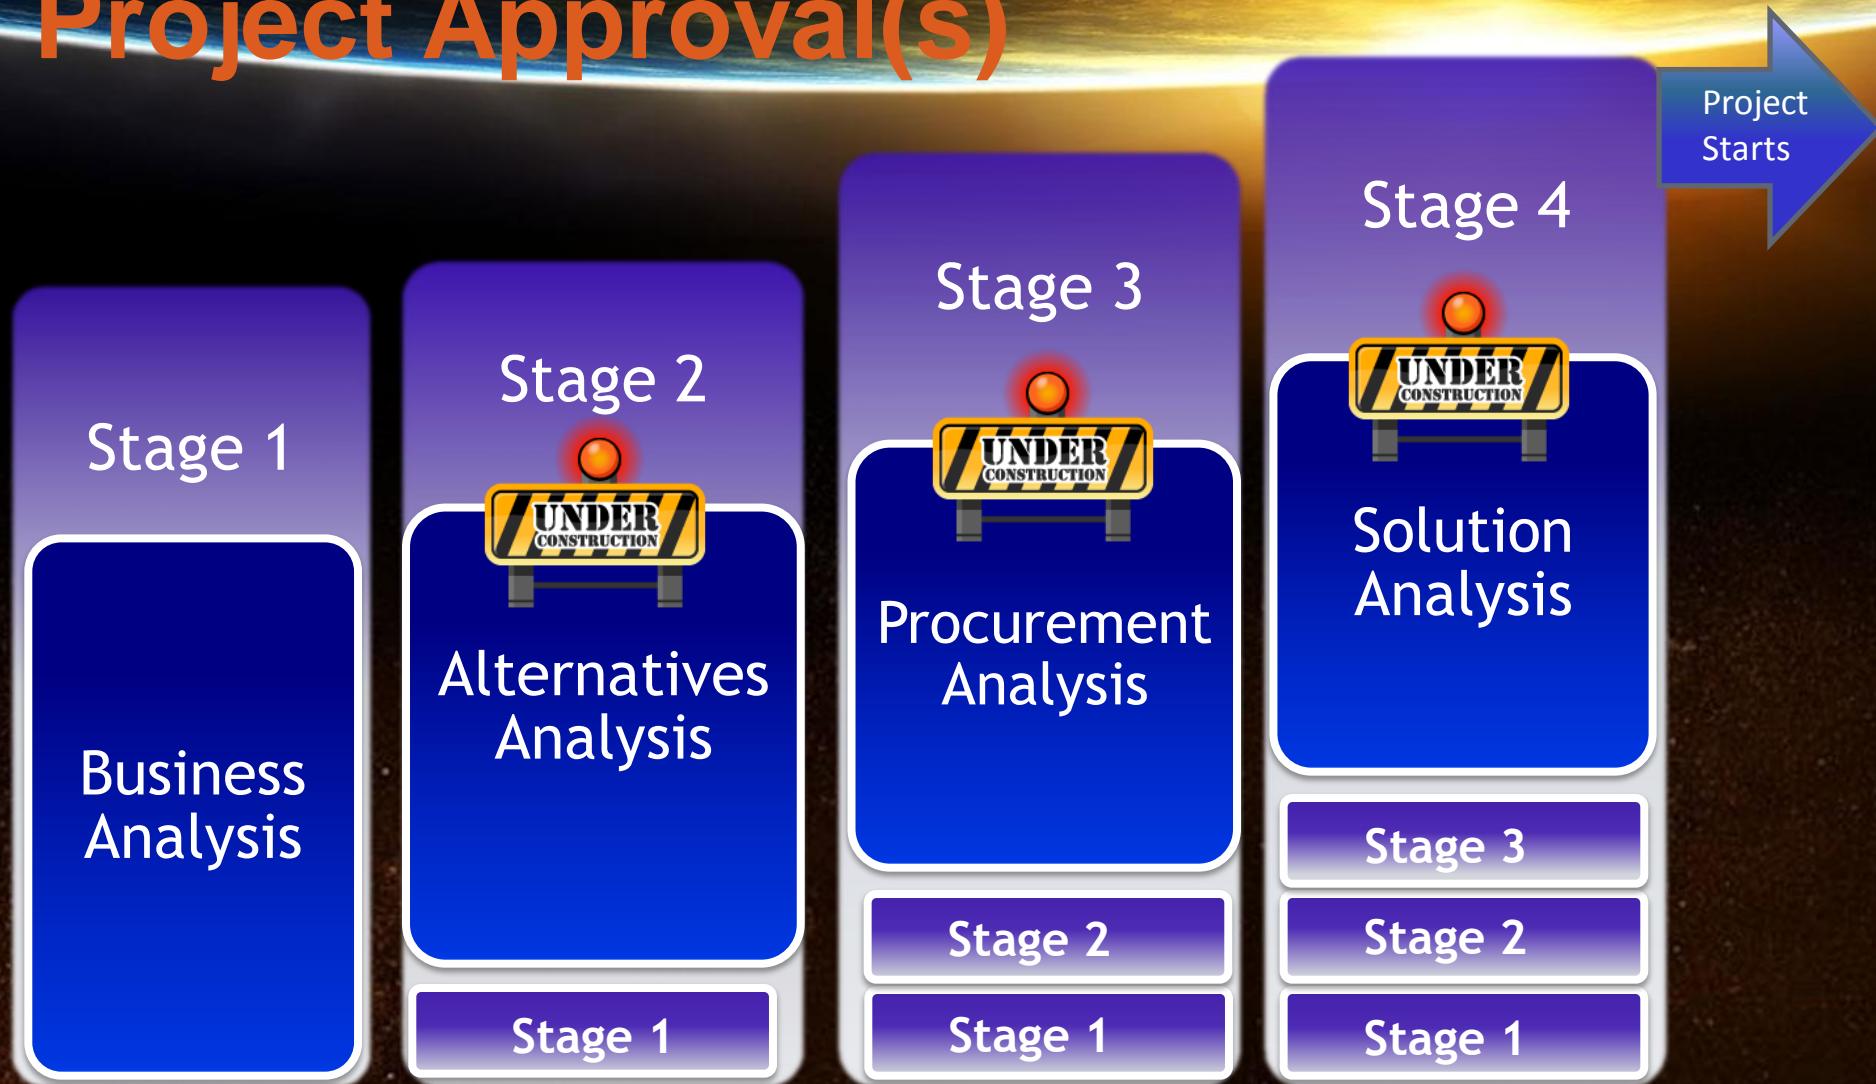 Project Approval(s)
Project
Starts
Stage 1
Business
Analysis
Stage 2
UNDER
CONSTRUCTION
Alternatives
Analysis
Stage 1
Stage 3
UNDER
CONSTRUCTION
Procurement
Analysis
Stage 2
Stage 1
Stage 4
UNDER
CONSTRUCTION
Solution
Analysis
Stage 3
Stage 2
Stage 1